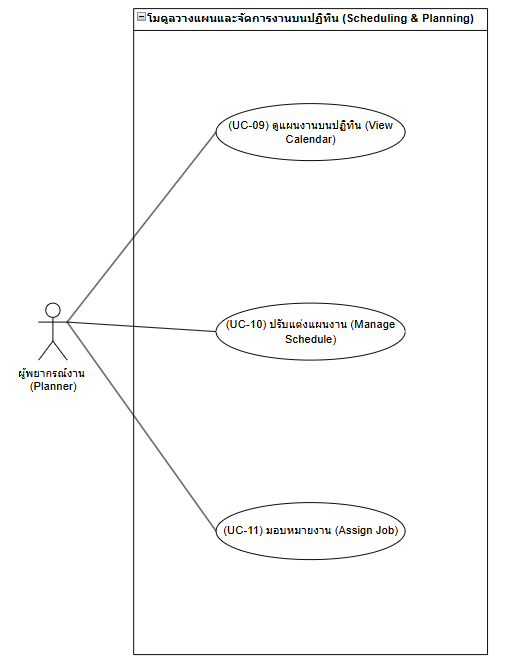 โมดูลวางแผนและจัดการงานบนปฏิทิน (Scheduling & Planning)
(UC-09) ดูแผนงานบนปฏิทิน (View
Calendar)
(UC-10) ปรับแต่งแผนงาน (Manage
Schedule)
ผู้พยากรณ์งาน
(Planner)
(UC-11) มอบหมายงาน (Assign Job)